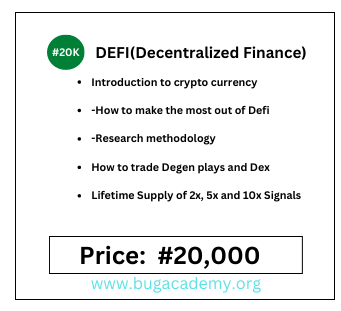 #20K DEFI(Decentralized Finance)
• Introduction to crypto currency
• -How to make the most out of Defi
• -Research methodology
• How to trade Degen plays and Dex
• Lifetime Supply of 2x, 5x and 10x Signals
Price: #20,000
www.bugacademy.org